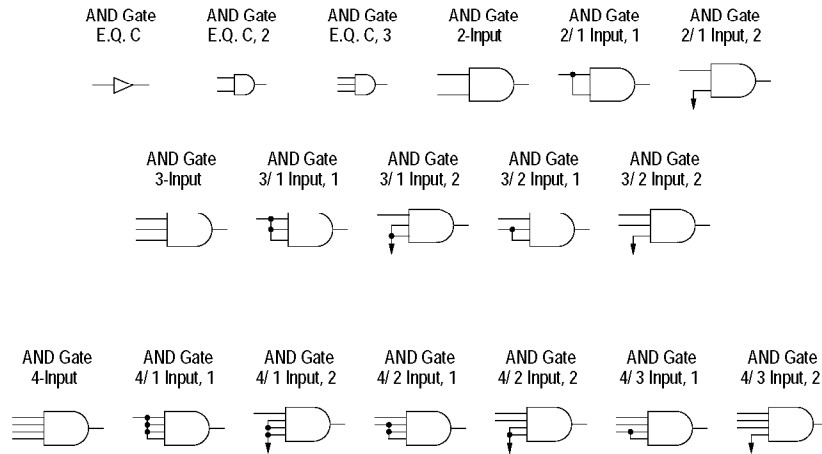 AND Gate
E.Q. C
AND Gate
E.Q. C, 2
AND Gate
E.Q. C, 3
AND Gate
2-Input
AND Gate
2/ 1 Input, 1
AND Gate
2/ 1 Input, 2
AND Gate
3-Input
AND Gate
3/ 1 Input, 1
AND Gate
3/ 1 Input, 2
AND Gate
3/ 2 Input, 1
AND Gate
3/ 2 Input, 2
AND Gate
4-Input
AND Gate
4/ 1 Input, 1
AND Gate
4/ 1 Input, 2
AND Gate
4/ 2 Input, 1
AND Gate
4/ 2 Input, 2
AND Gate
4/ 3 Input, 1
AND Gate
4/ 3 Input, 2